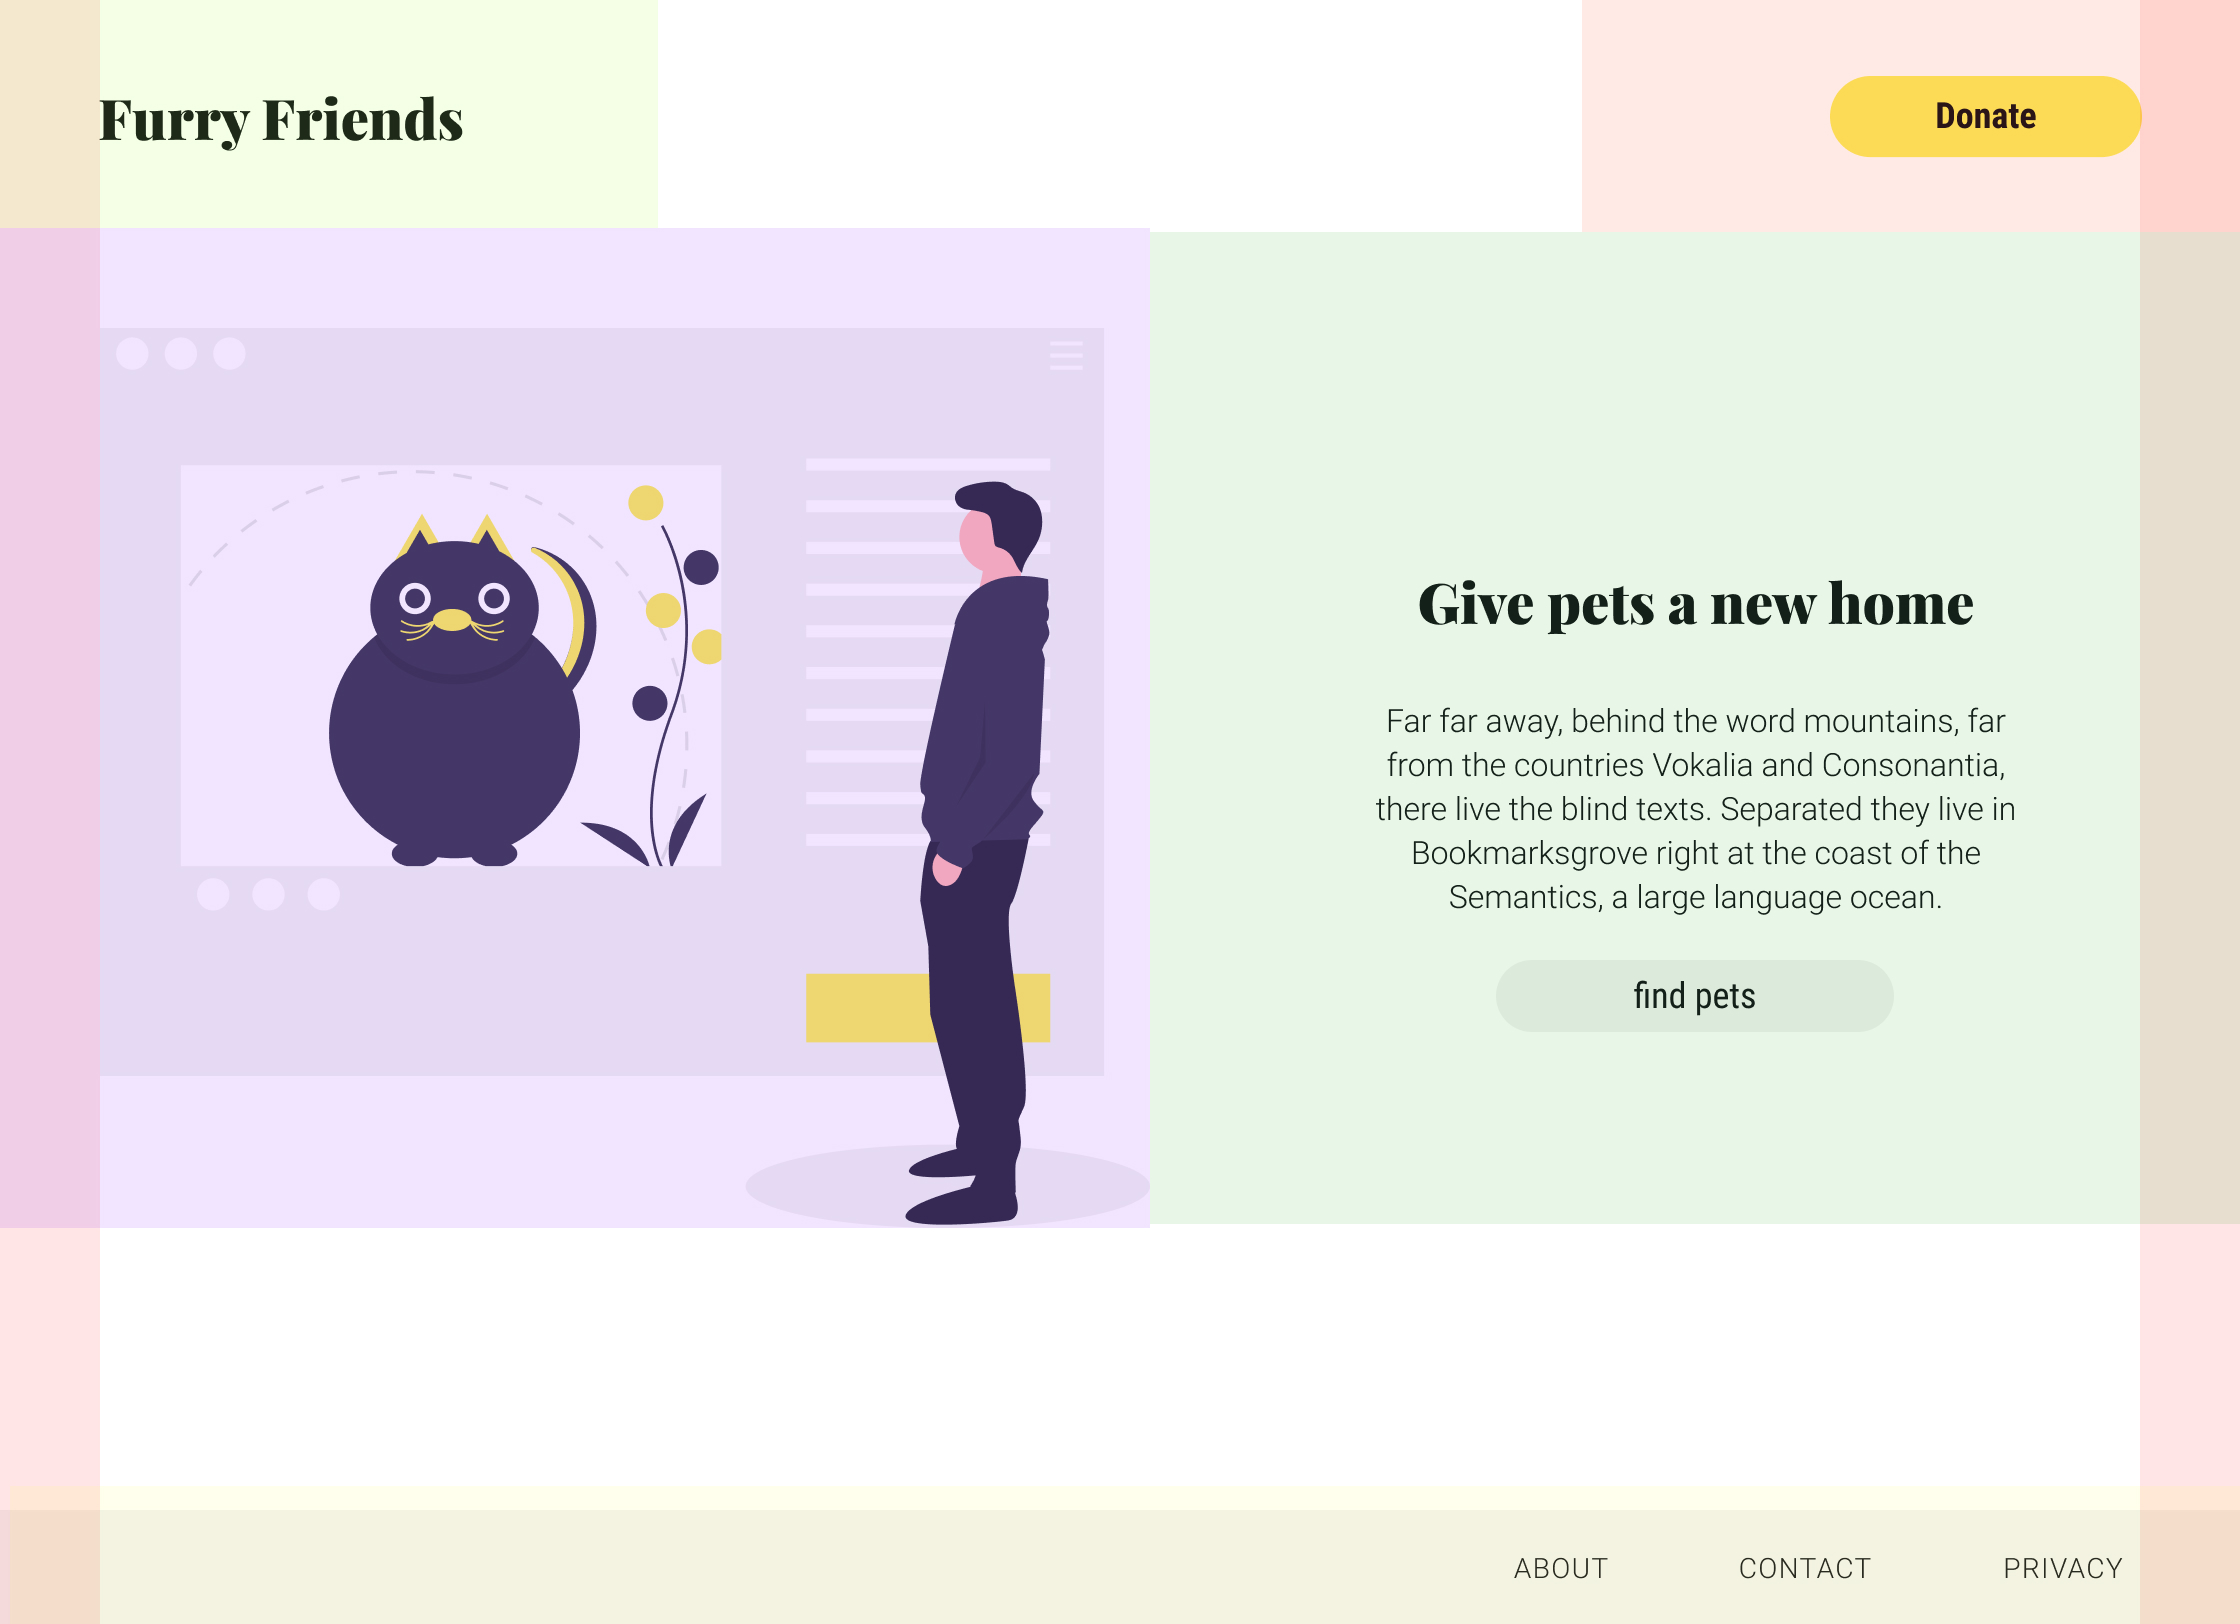 Furry Friends
Donate
Give pets a new home
Far far away, behind the word mountains, far
from the countries Vokalia and Consonantia,
there live the blind texts. Separated they live in
Bookmarksgrove right at the coast of the
Semantics, a large language ocean.
find pets
ABOUT CONTACT PRIVACY